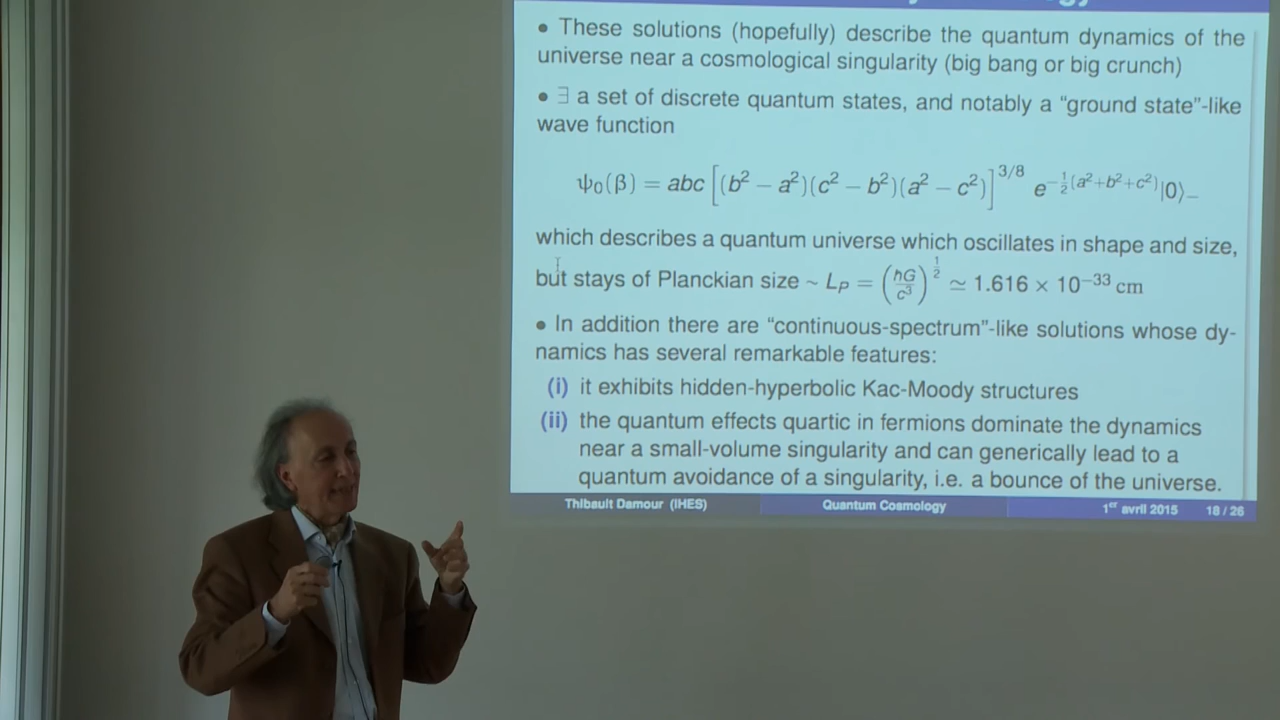 • These solutions (hopefully) describe the quantum dynamics of the
universe near a cosmological singularity (big bang or big crunch)
• ∃ a set of discrete quantum states, and notably a “ground state”-like
wave function
ψ₀(β) = abc [(b² − a²)(c² − b²)(a² − c²)]^{3/8} e^{−½(a²+b²+c²)} |0⟩₋
which describes a quantum universe which oscillates in shape and size,
but stays of Planckian size ~ L_P = (ħG/c³)^{1/2} ≃ 1.616 × 10⁻³³ cm
• In addition there are “continuous-spectrum”-like solutions whose dy-
namics has several remarkable features:
(i) it exhibits hidden-hyperbolic Kac-Moody structures
(ii) the quantum effects quartic in fermions dominate the dynamics
near a small-volume singularity and can generically lead to a
quantum avoidance of a singularity, i.e. a bounce of the universe.
Thibault Damour (IHES) Quantum Cosmology 1er avril 2015 18 / 26